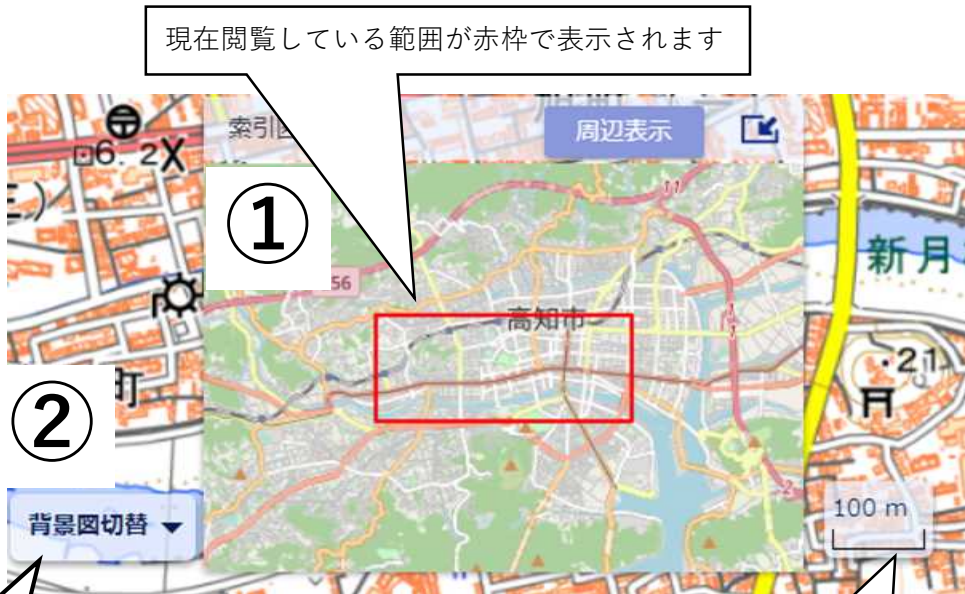 現在閲覧している範囲が赤枠で表示されます
索引図
周辺表示
6.2
①
11
56
新月
高知市
21
②
町
背景図切替
100 m